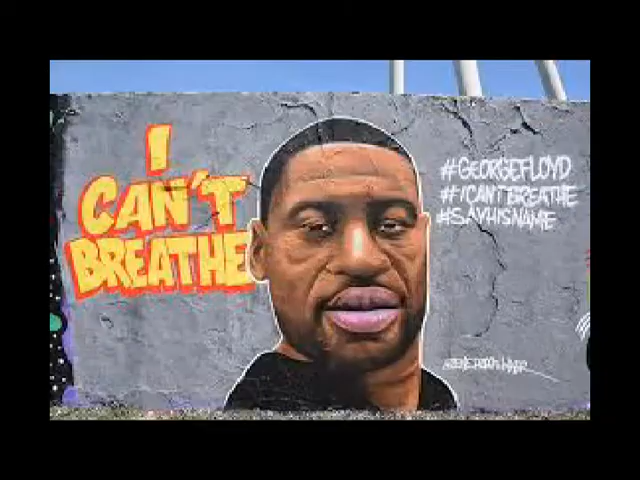 I
CAN'T
BREATHE
#GEORGEFLOYD
#ICANTBREATHE
#SAYHISNAME